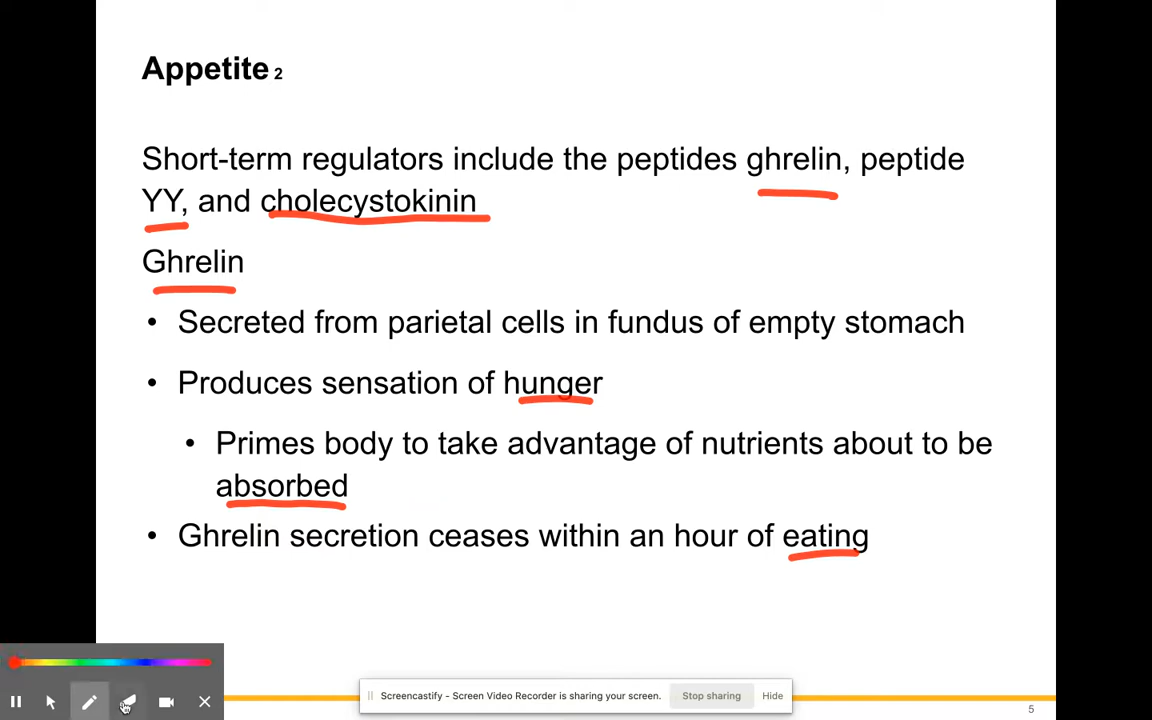 Appetite 2
Short-term regulators include the peptides ghrelin, peptide
YY, and cholecystokinin
Ghrelin
• Secreted from parietal cells in fundus of empty stomach
• Produces sensation of hunger
• Primes body to take advantage of nutrients about to be
absorbed
• Ghrelin secretion ceases within an hour of eating
Screencastify - Screen Video Recorder is sharing your screen. Stop sharing Hide
5